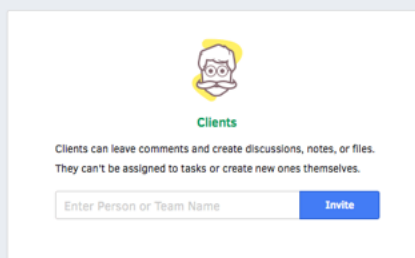 Clients
Clients can leave comments and create discussions, notes, or files.
They can't be assigned to tasks or create new ones themselves.
Enter Person or Team Name
Invite